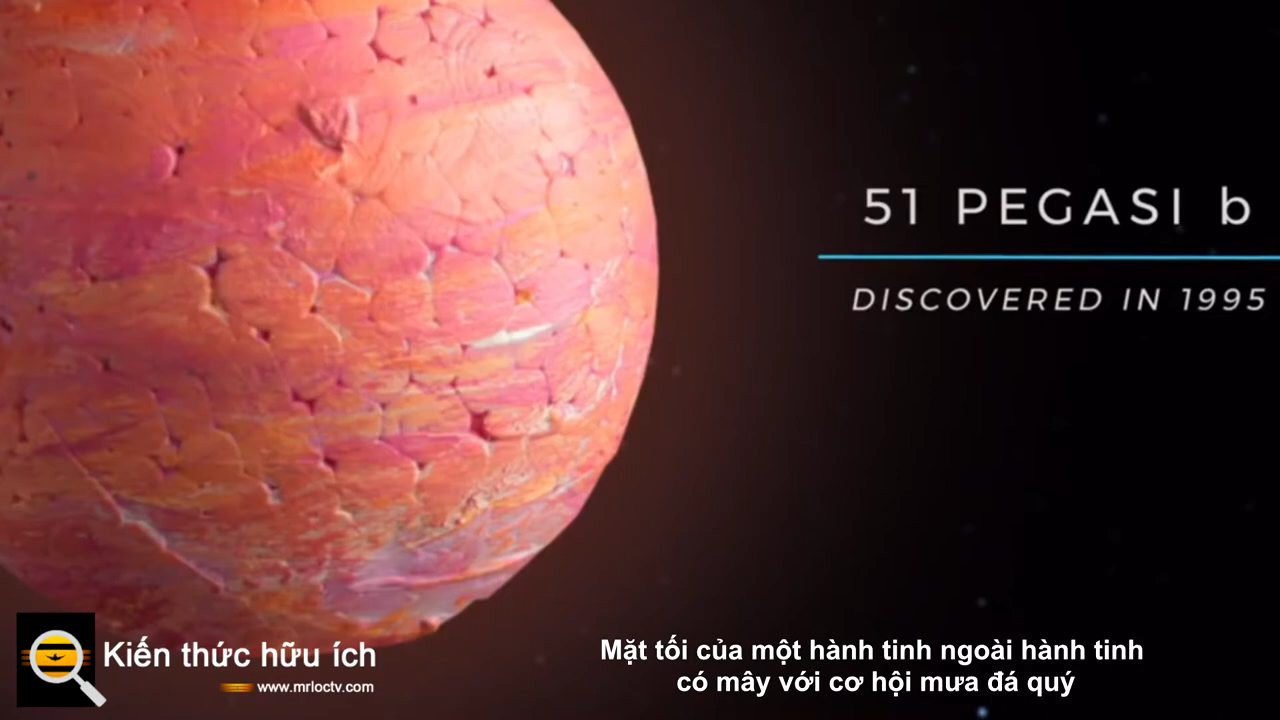 51 PEGASI b
DISCOVERED IN 1995
Kiến thức hữu ích
www.mrloctv.com
Mặt tối của một hành tinh ngoài hành tinh
có mây với cơ hội mưa đá quý